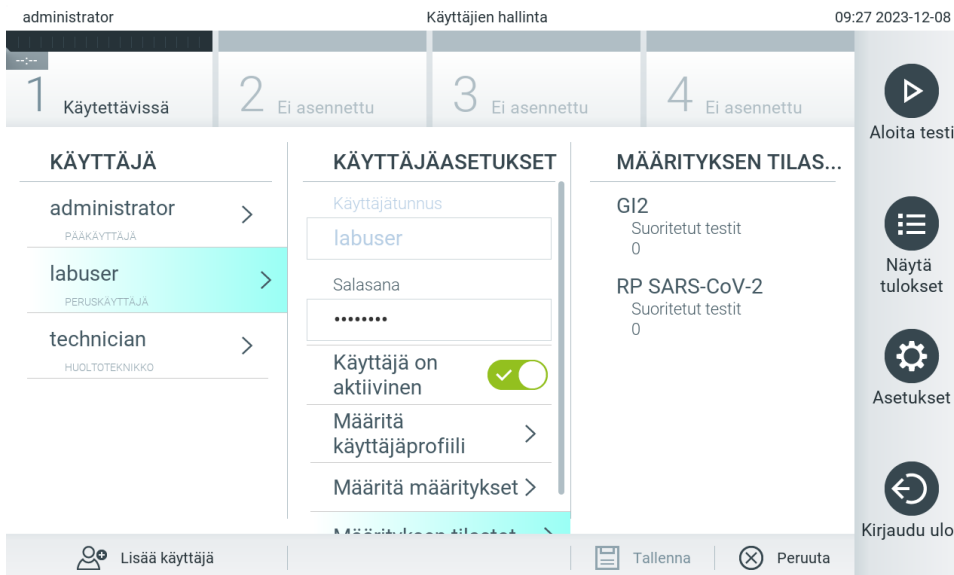 administrator
Käyttäjien hallinta
09:27 2023-12-08
--:--
1 Käytettävissä
2 Ei asennettu
3 Ei asennettu
4 Ei asennettu
Aloita testi
KÄYTTÄJÄ
administrator
PÄÄKÄYTTÄJÄ
labuser
PERUSKÄYTTÄJÄ
technician
HUOLTOTEKNIKKO
KÄYTTÄJÄASETUKSET
Käyttäjätunnus
labuser
Salasana
••••••••
Käyttäjä on
aktiivinen
Määritä
käyttäjäprofiili
Määritä määritykset
Määrityksen tilastot
MÄÄRITYKSEN TILAS...
GI2
Suoritetut testit
0
RP SARS-CoV-2
Suoritetut testit
0
Näytä
tulokset
Asetukset
Kirjaudu ulo
Lisää käyttäjä
Tallenna
Peruuta